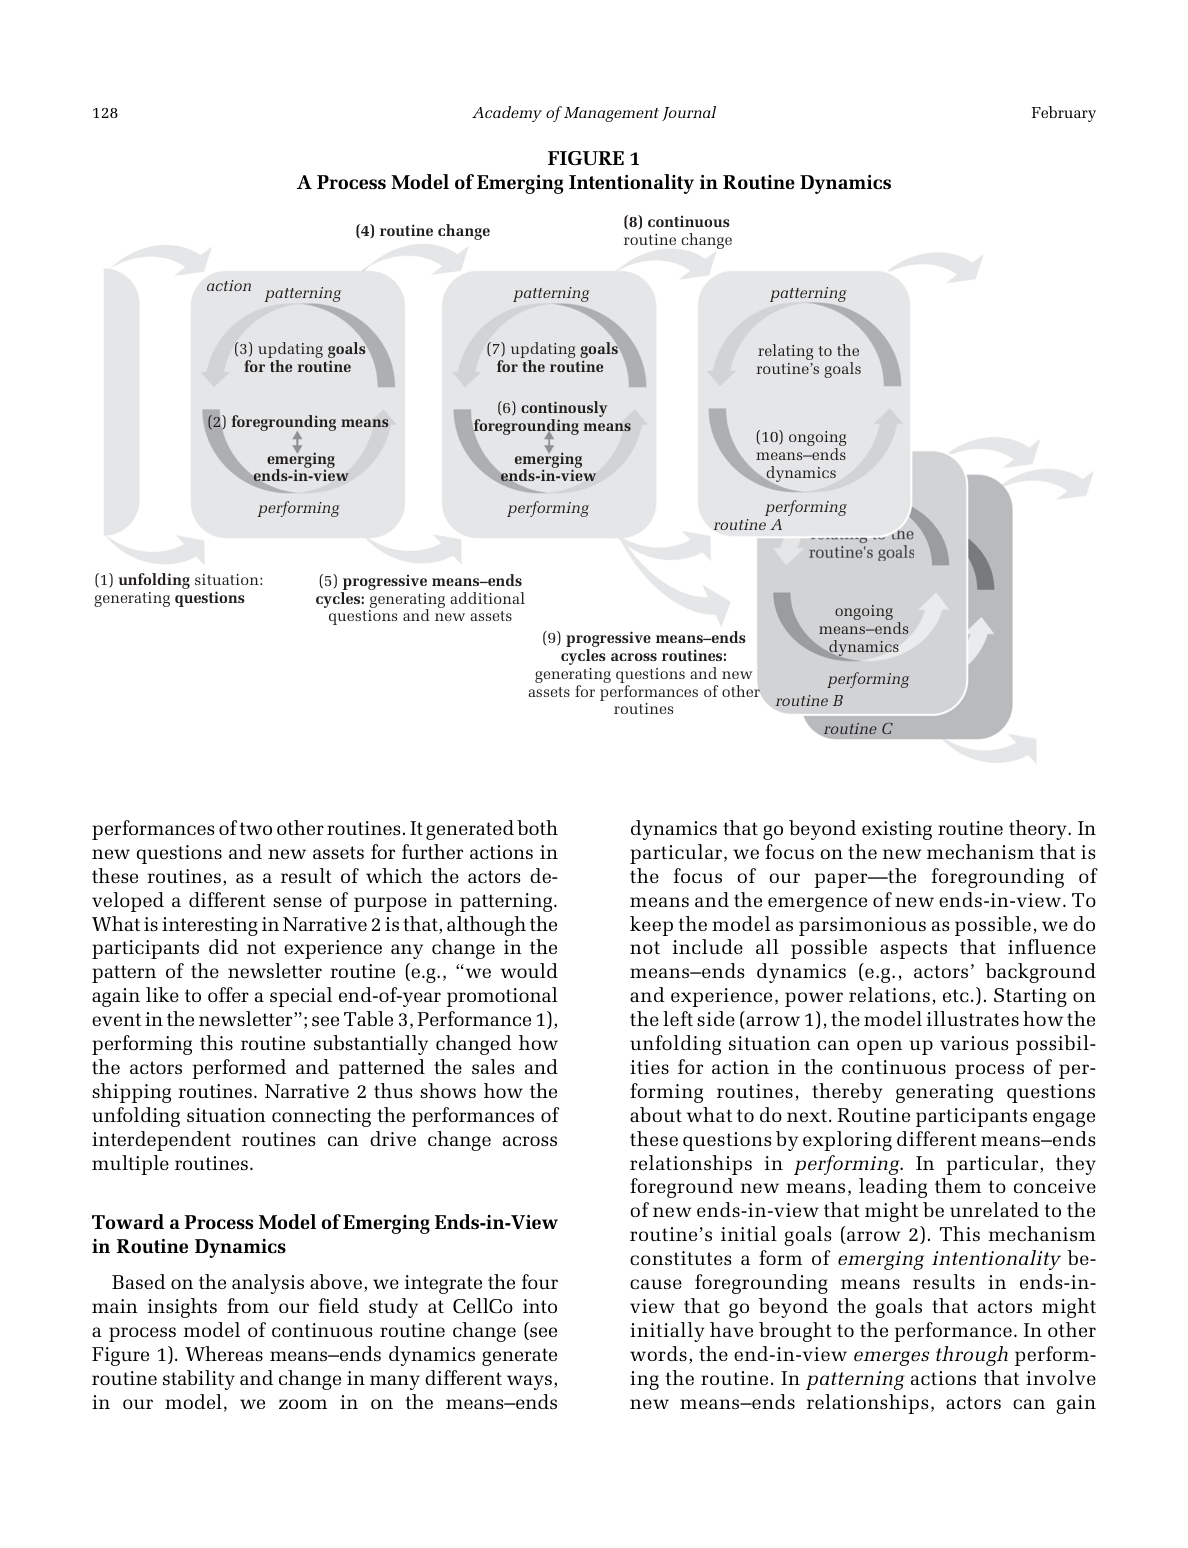 128
Academy of Management Journal
February
FIGURE 1
A Process Model of Emerging Intentionality in Routine Dynamics
(4) routine change
(8) continuous
routine change
action
patterning
(3) updating goals
for the routine
(2) foregrounding means
emerging
ends-in-view
performing
patterning
(7) updating goals
for the routine
(6) continously
foregrounding means
emerging
ends-in-view
performing
patterning
relating to the
routine's goals
(10) ongoing
means–ends
dynamics
performing
routine A
relating to the
routine's goals
ongoing
means–ends
dynamics
performing
routine B
routine C
(1) unfolding situation:
generating questions
(5) progressive means–ends
cycles: generating additional
questions and new assets
(9) progressive means–ends
cycles across routines:
generating questions and new
assets for performances of other
routines
performances of two other routines. It generated both
new questions and new assets for further actions in
these routines, as a result of which the actors de-
veloped a different sense of purpose in patterning.
What is interesting in Narrative 2 is that, although the
participants did not experience any change in the
pattern of the newsletter routine (e.g., “we would
again like to offer a special end-of-year promotional
event in the newsletter”; see Table 3, Performance 1),
performing this routine substantially changed how
the actors performed and patterned the sales and
shipping routines. Narrative 2 thus shows how the
unfolding situation connecting the performances of
interdependent routines can drive change across
multiple routines.
Toward a Process Model of Emerging Ends-in-View
in Routine Dynamics
Based on the analysis above, we integrate the four
main insights from our field study at CellCo into
a process model of continuous routine change (see
Figure 1). Whereas means–ends dynamics generate
routine stability and change in many different ways,
in our model, we zoom in on the means–ends
dynamics that go beyond existing routine theory. In
particular, we focus on the new mechanism that is
the focus of our paper—the foregrounding of
means and the emergence of new ends-in-view. To
keep the model as parsimonious as possible, we do
not include all possible aspects that influence
means–ends dynamics (e.g., actors’ background
and experience, power relations, etc.). Starting on
the left side (arrow 1), the model illustrates how the
unfolding situation can open up various possibil-
ities for action in the continuous process of per-
forming routines, thereby generating questions
about what to do next. Routine participants engage
these questions by exploring different means–ends
relationships in performing. In particular, they
foreground new means, leading them to conceive
of new ends-in-view that might be unrelated to the
routine’s initial goals (arrow 2). This mechanism
constitutes a form of emerging intentionality be-
cause foregrounding means results in ends-in-
view that go beyond the goals that actors might
initially have brought to the performance. In other
words, the end-in-view emerges through perform-
ing the routine. In patterning actions that involve
new means–ends relationships, actors can gain